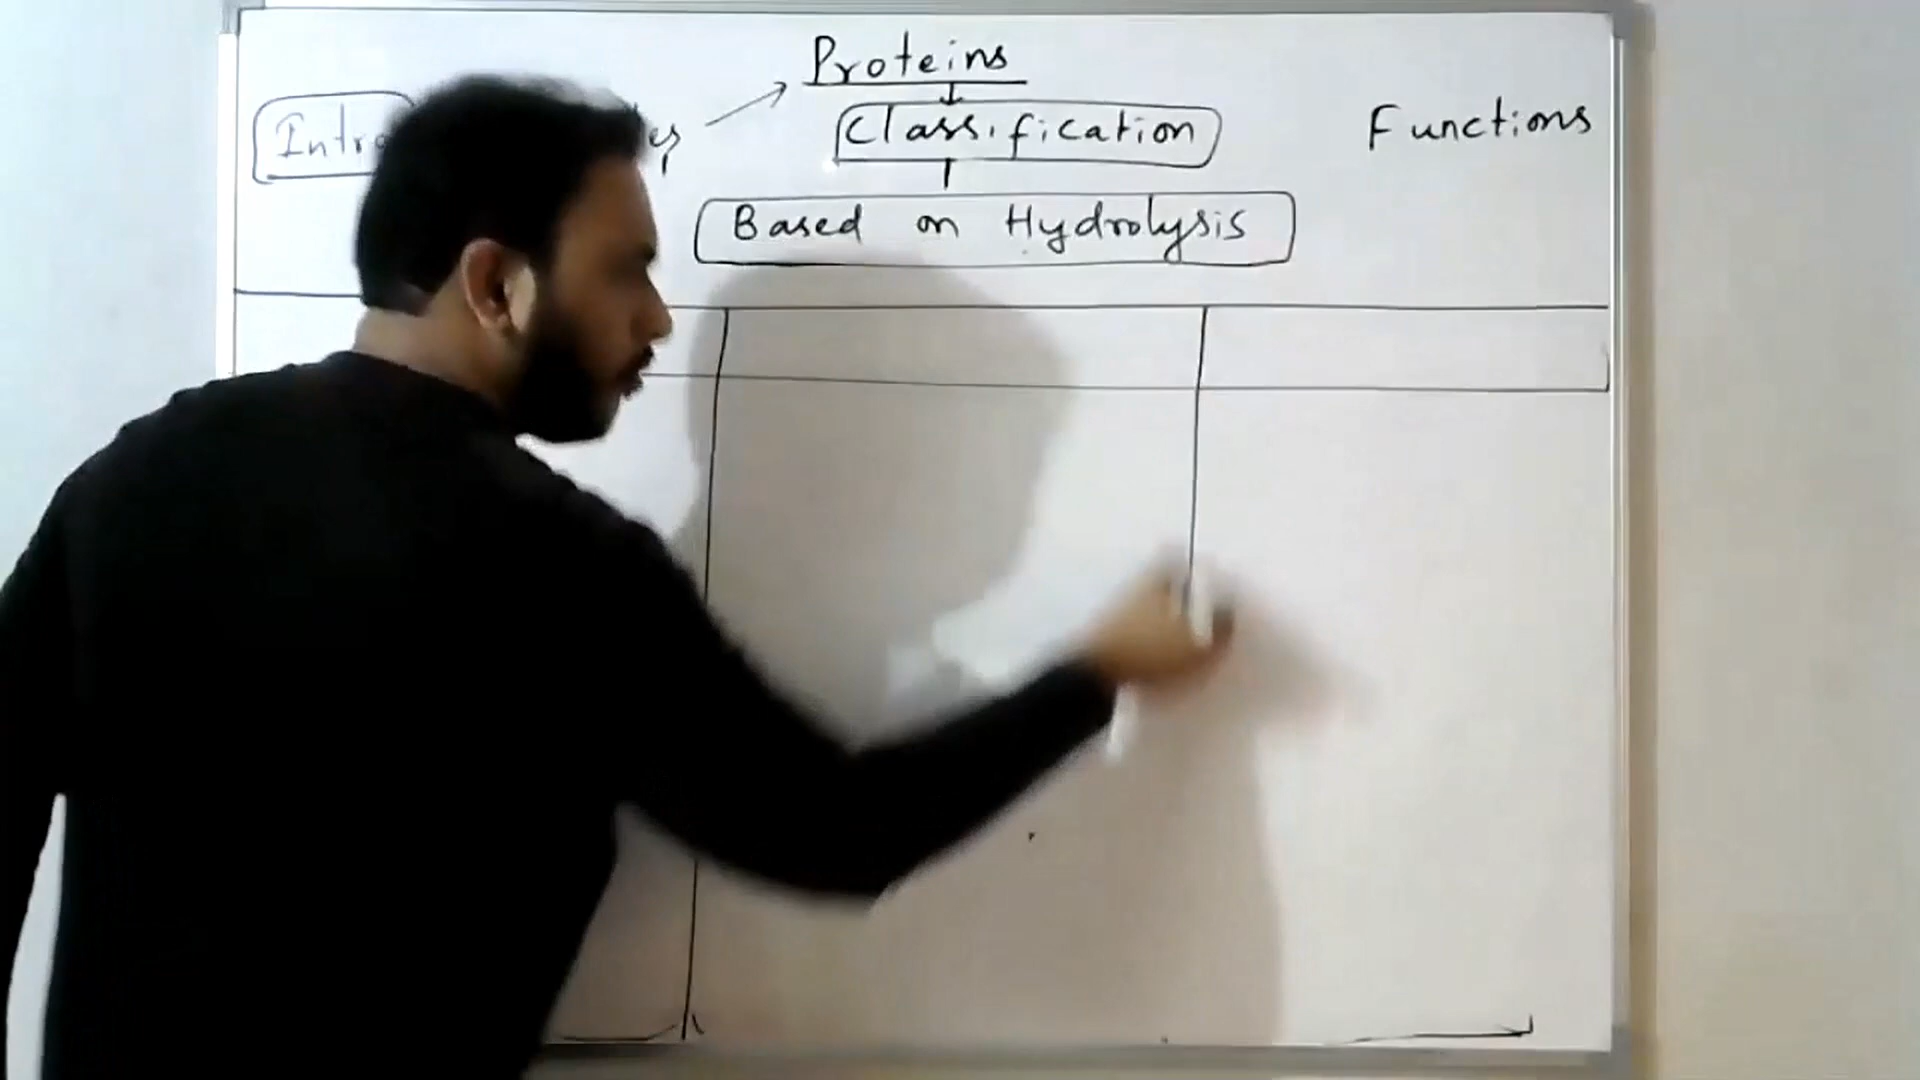 Proteins
Classification
Functions
Based on Hydrolysis